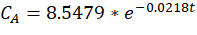 C_A = 8.5479 * e^{-0.0218t}